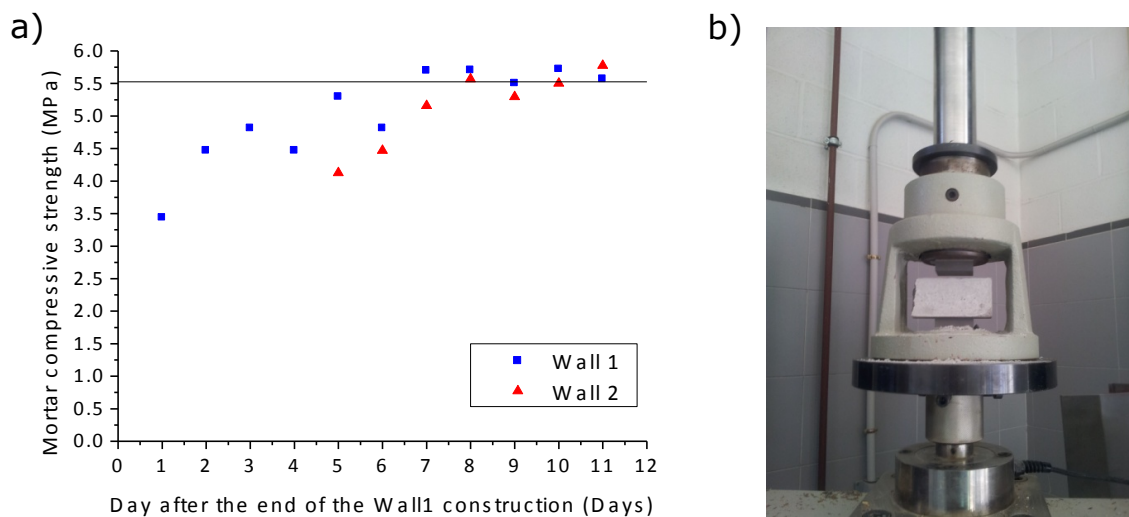 a)
b)
Mortar compressive strength (MPa)
6.0
5.5
5.0
4.5
4.0
3.5
3.0
2.5
2.0
1.5
1.0
0.5
0.0
Wall 1
Wall 2
0 1 2 3 4 5 6 7 8 9 10 11 12
Day after the end of the Wall1 construction (Days)